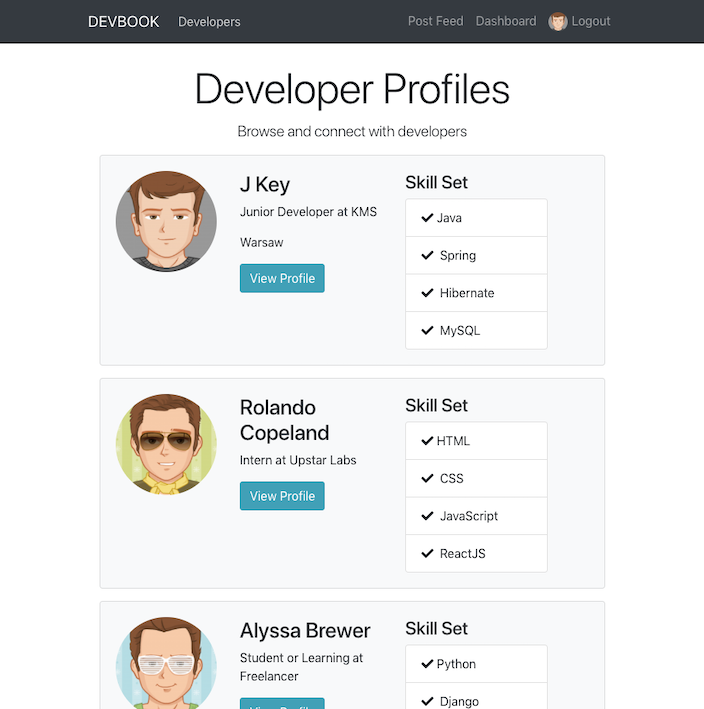 DEVBOOK Developers Post Feed Dashboard Logout
Developer Profiles
Browse and connect with developers
J Key
Junior Developer at KMS
Warsaw
View Profile
Skill Set
Java
Spring
Hibernate
MySQL
Rolando
Copeland
Intern at Upstar Labs
View Profile
Skill Set
HTML
CSS
JavaScript
ReactJS
Alyssa Brewer
Student or Learning at
Freelancer
View Profile
Skill Set
Python
Django